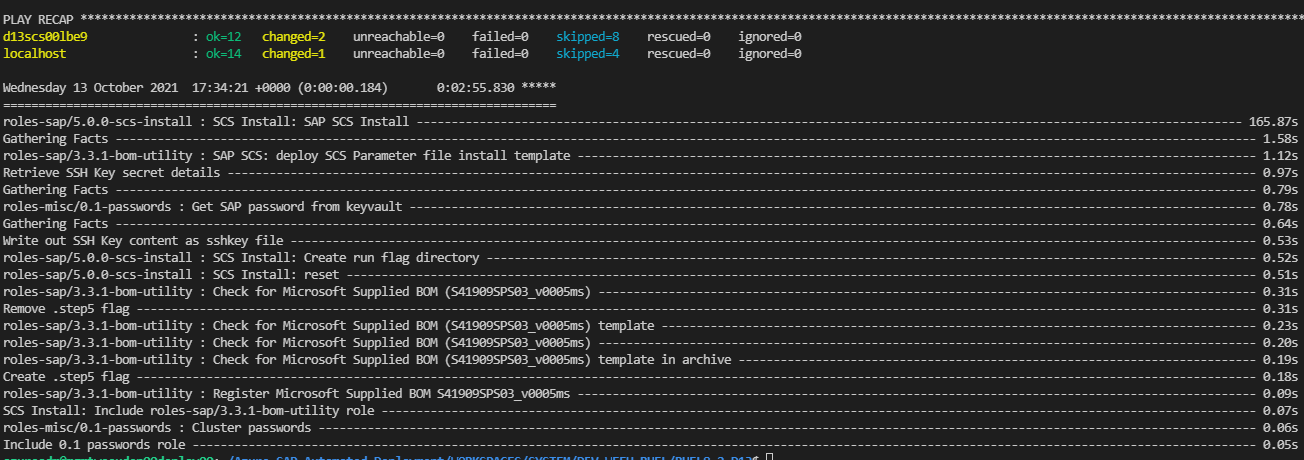 PLAY RECAP *****************************************************************************************************************************************************************************
d13scs00lbe9 : ok=12 changed=2 unreachable=0 failed=0 skipped=8 rescued=0 ignored=0
localhost : ok=14 changed=1 unreachable=0 failed=0 skipped=4 rescued=0 ignored=0
Wednesday 13 October 2021 17:34:21 +0000 (0:00:00.184) 0:02:55.830 *****
===============================================================================
roles-sap/5.0.0-scs-install : SCS Install: SAP SCS Install --- 165.87s
Gathering Facts --- 1.58s
roles-sap/3.3.1-bom-utility : SAP SCS: deploy SCS Parameter file install template --- 1.12s
Retrieve SSH Key secret details --- 0.97s
Gathering Facts --- 0.79s
roles-misc/0.1-passwords : Get SAP password from keyvault --- 0.78s
Gathering Facts --- 0.64s
Write out SSH Key content as sshkey file --- 0.53s
roles-sap/5.0.0-scs-install : SCS Install: Create run flag directory --- 0.52s
roles-sap/5.0.0-scs-install : SCS Install: reset --- 0.51s
roles-sap/3.3.1-bom-utility : Check for Microsoft Supplied BOM (S41909SPS03_v0005ms) --- 0.31s
Remove .step5 flag --- 0.31s
roles-sap/3.3.1-bom-utility : Check for Microsoft Supplied BOM (S41909SPS03_v0005ms) template --- 0.23s
roles-sap/3.3.1-bom-utility : Check for Microsoft Supplied BOM (S41909SPS03_v0005ms) --- 0.20s
roles-sap/3.3.1-bom-utility : Check for Microsoft Supplied BOM (S41909SPS03_v0005ms) template in archive --- 0.19s
Create .step5 flag --- 0.18s
roles-sap/3.3.1-bom-utility : Register Microsoft Supplied BOM S41909SPS03_v0005ms --- 0.09s
SCS Install: Include roles-sap/3.3.1-bom-utility role --- 0.07s
roles-misc/0.1-passwords : Cluster passwords --- 0.06s
Include 0.1 passwords role --- 0.05s